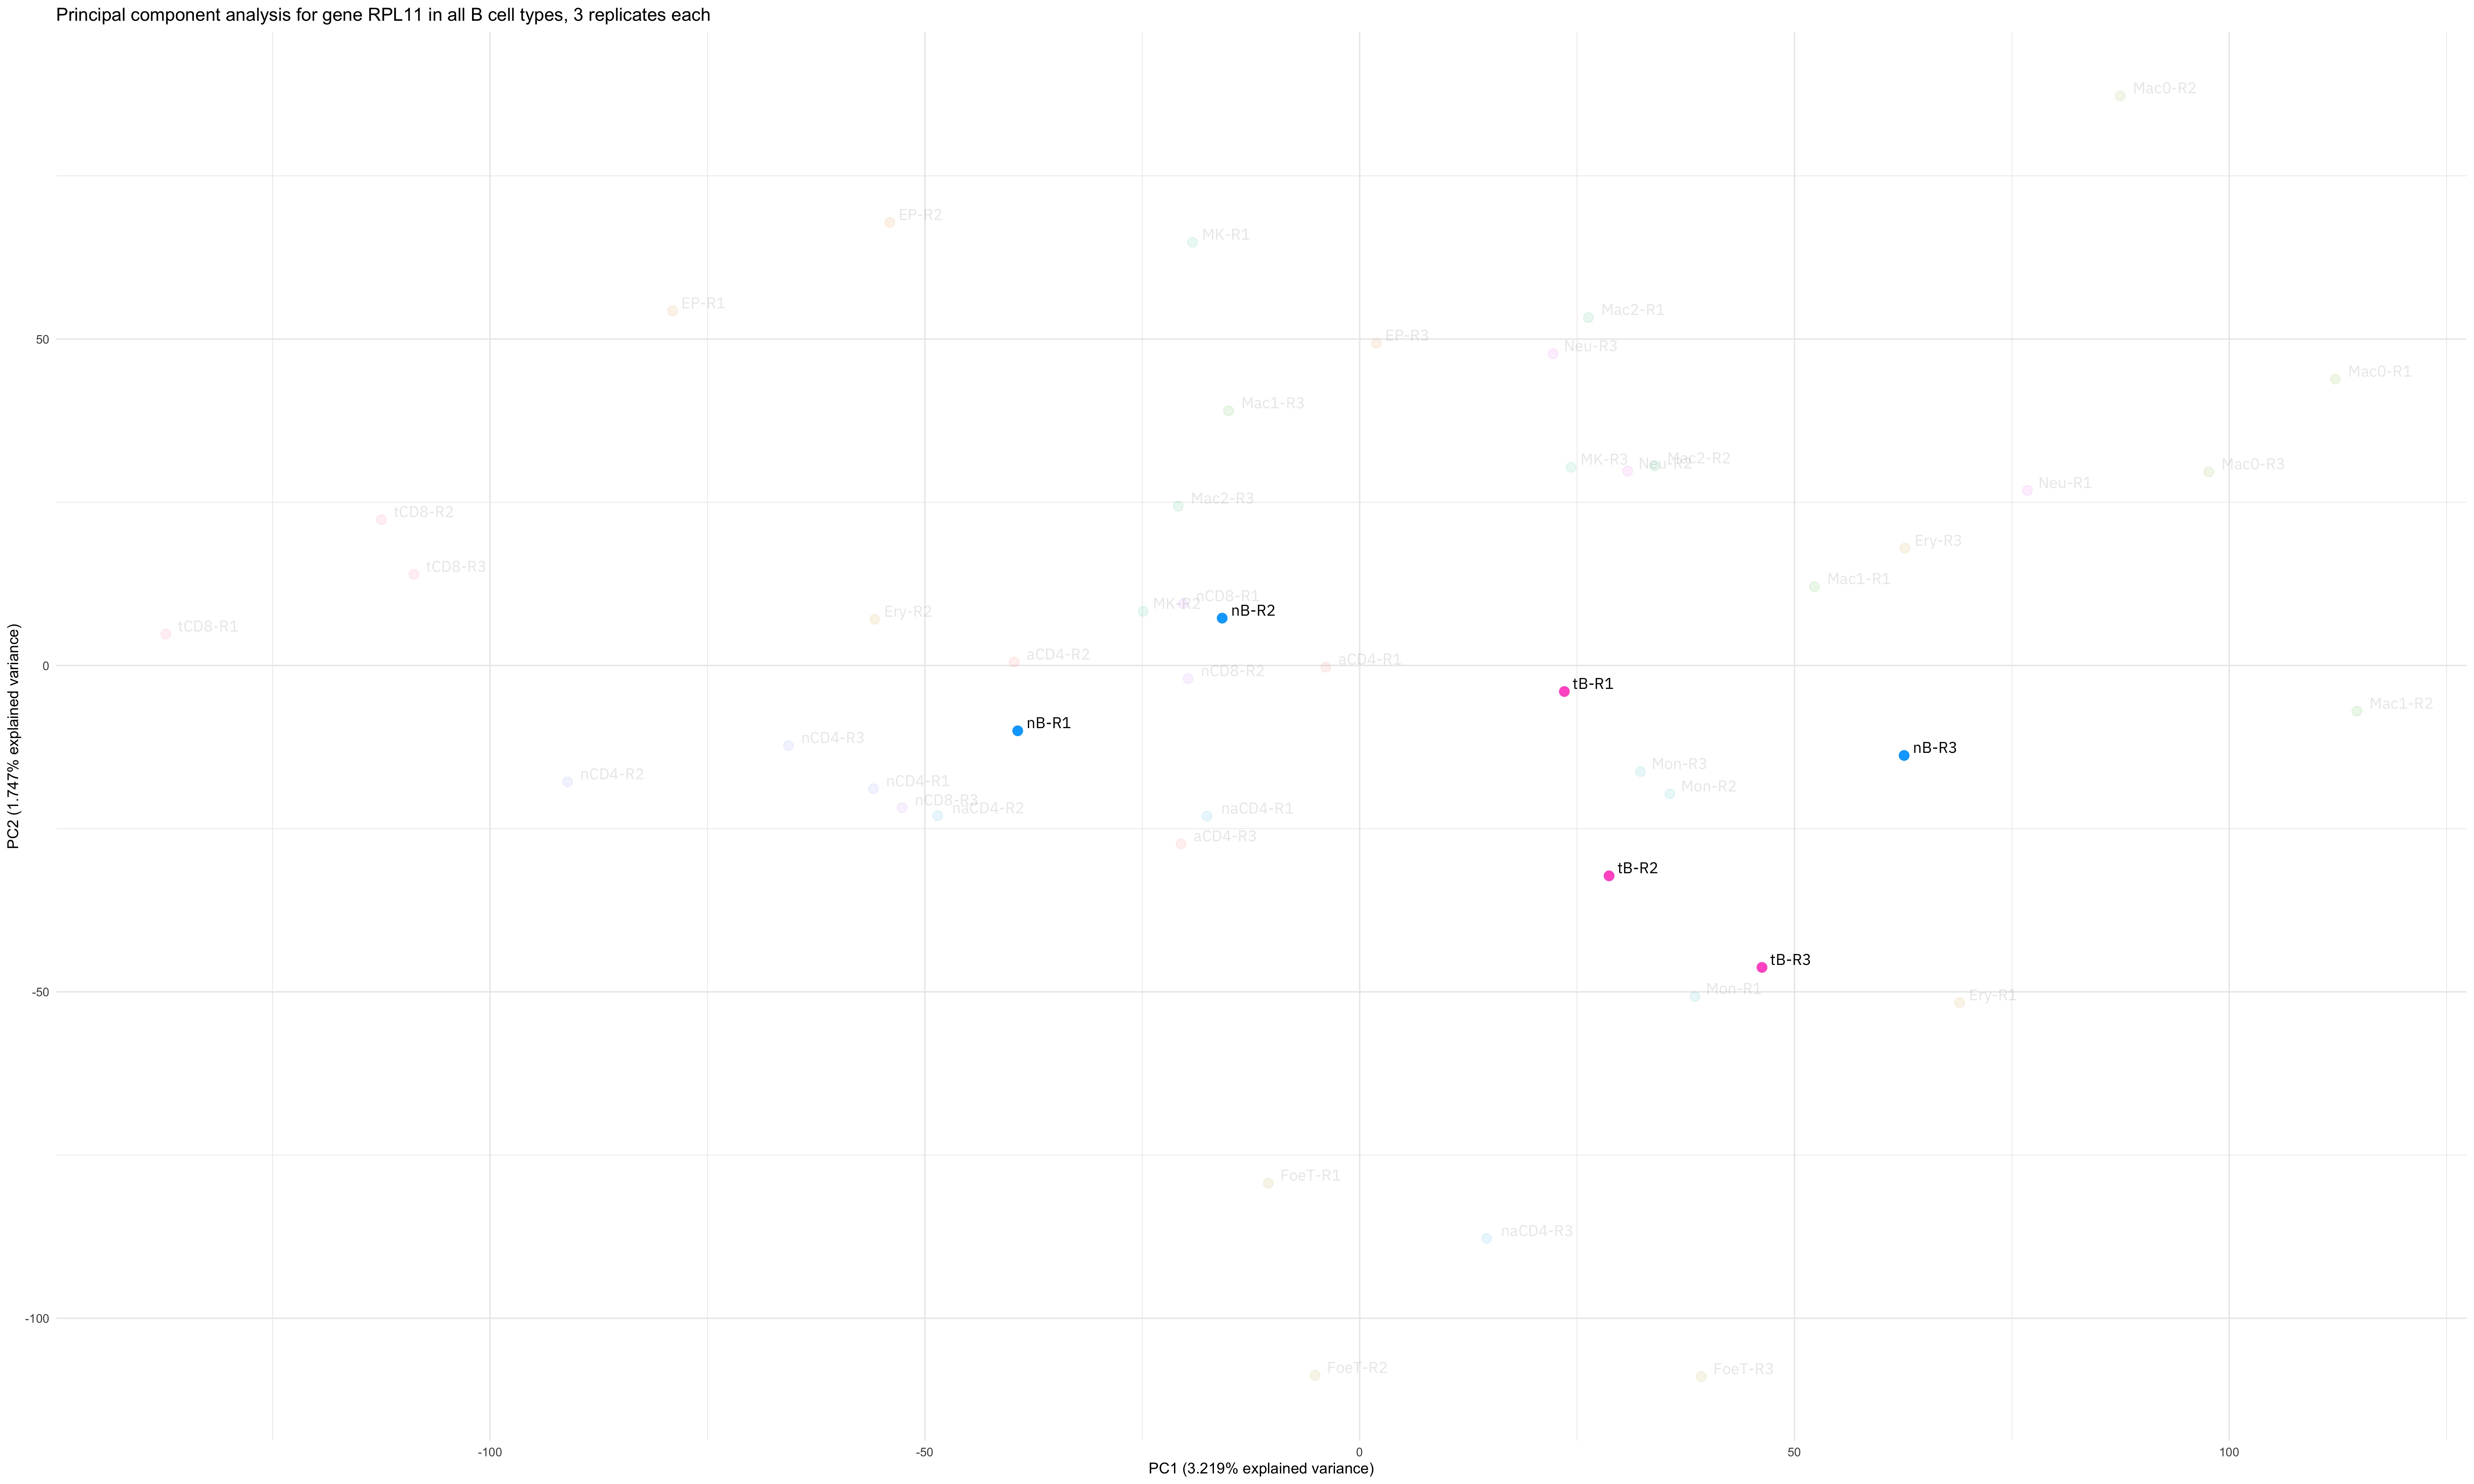 Principal component analysis for gene RPL11 in all B cell types, 3 replicates each
Mac0-R2
EP-R2
MK-R1
EP-R1
Mac2-R1
50
EP-R3
Neu-R3
Mac0-R1
Mac1-R3
MK-R3
Neu-R2
Mac2-R2
Mac0-R3
Neu-R1
Mac2-R3
tCD8-R2
Ery-R3
tCD8-R3
Mac1-R1
nCD8-R1
MK-R2
nB-R2
Ery-R2
tCD8-R1
0
aCD4-R2
aCD4-R1
nCD8-R2
tB-R1
Mac1-R2
nB-R1
nCD4-R3
nB-R3
Mon-R3
nCD4-R2
nCD4-R1
Mon-R2
nCD8-R3
naCD4-R2
naCD4-R1
aCD4-R3
tB-R2
tB-R3
-50
Mon-R1
Ery-R1
FoeT-R1
naCD4-R3
-100
FoeT-R2
FoeT-R3
PC2 (1.747% explained variance)
-100
-50
0
50
100
PC1 (3.219% explained variance)